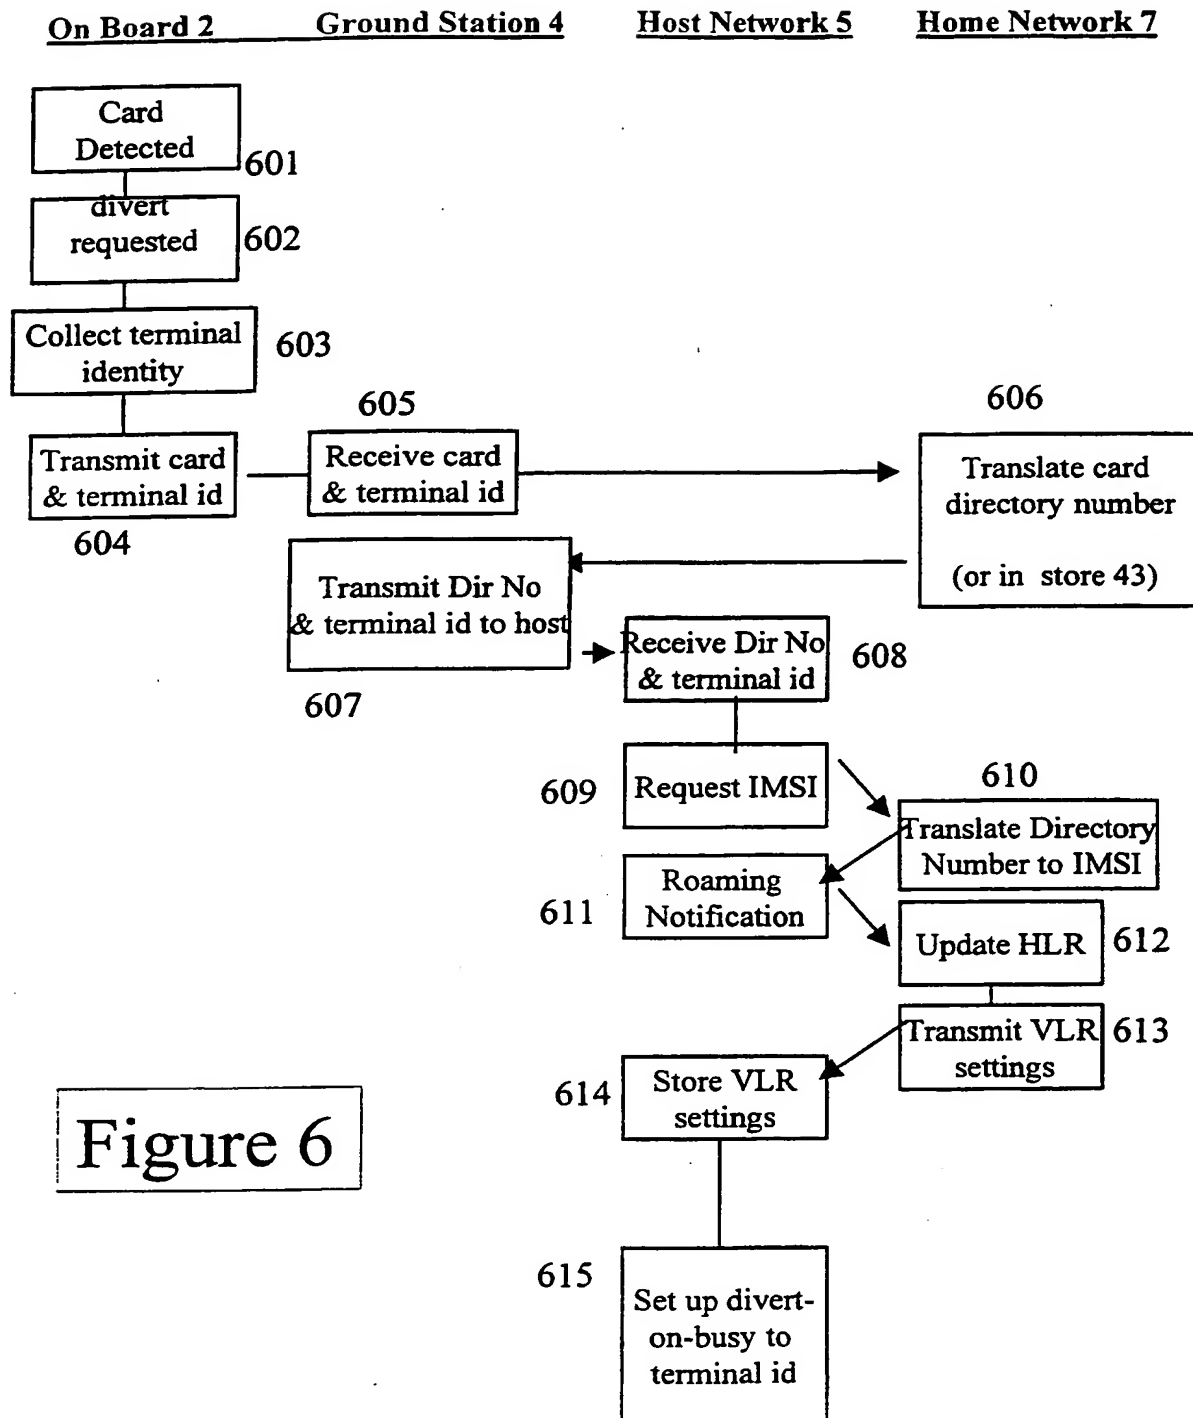 On Board 2 Ground Station 4 Host Network 5 Home Network 7
Card
Detected
601
divert
requested
602
Collect terminal
identity
603
Transmit card
& terminal id
604
605
Receive card
& terminal id
606
Translate card
directory number
(or in store 43)
Transmit Dir No
& terminal id to host
607
Receive Dir No
& terminal id
608
609
Request IMSI
610
Translate Directory
Number to IMSI
611
Roaming
Notification
Update HLR
612
Transmit VLR
settings
613
614
Store VLR
settings
615
Set up divert-
on-busy to
terminal id
Figure 6